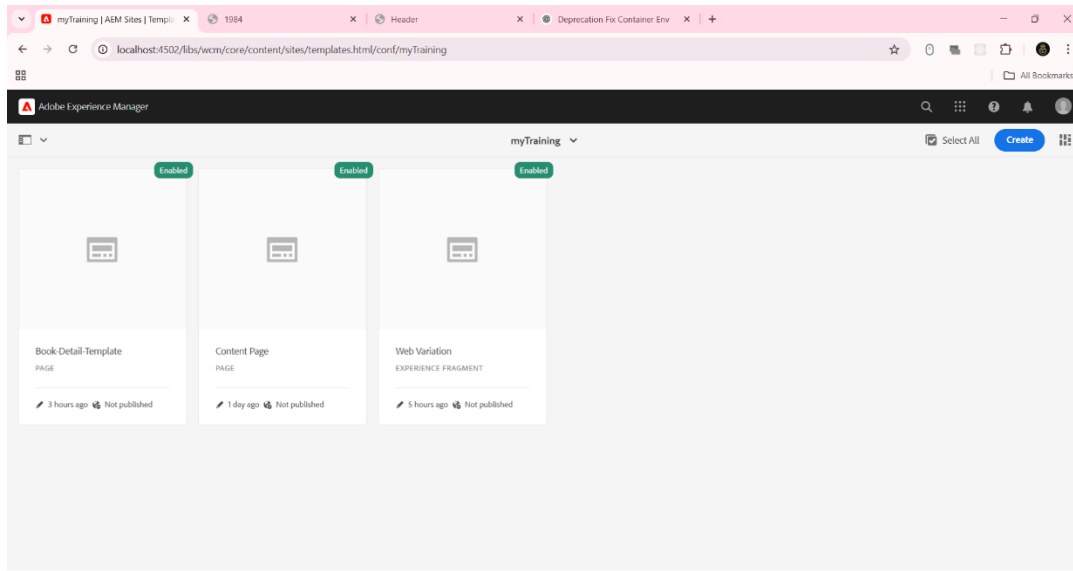 myTraining | AEM Sites | Templa
1984
Header
Deprecation Fix Container Env
localhost:4502/libs/wcm/core/content/sites/templates.html/conf/myTraining
All Bookmarks
Adobe Experience Manager
myTraining
Select All
Create
Enabled
Enabled
Enabled
Book-Detail-Template
Content Page
Web Variation
PAGE
PAGE
EXPERIENCE FRAGMENT
3 hours ago Not published
1 day ago Not published
5 hours ago Not published